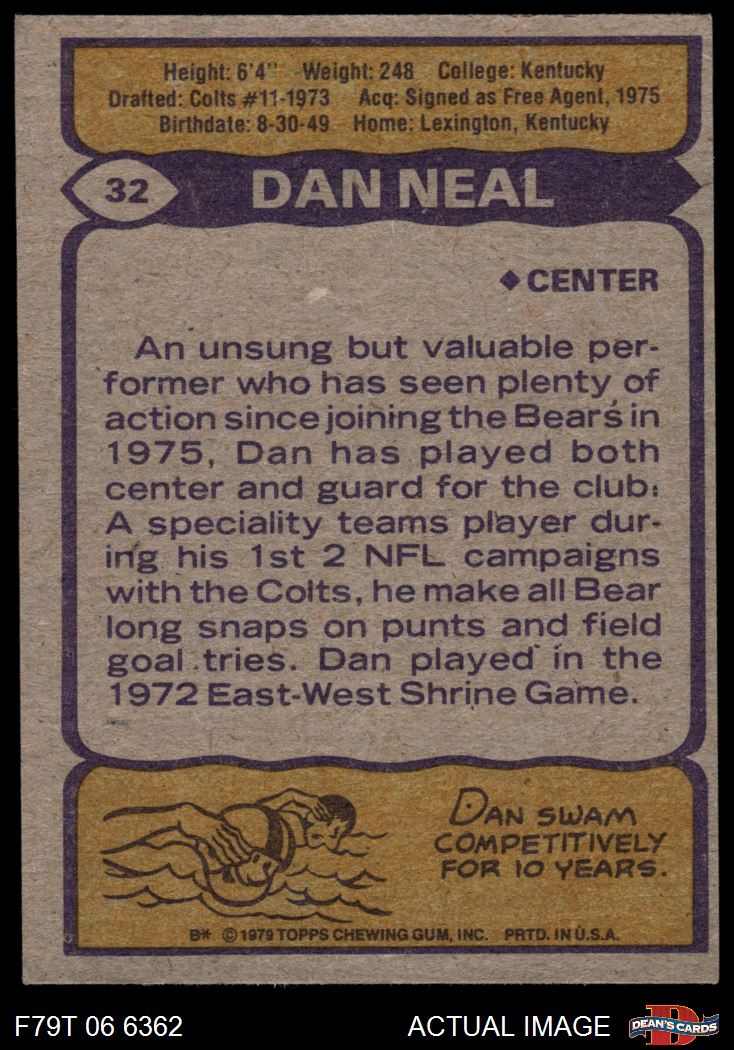 Height: 6'4" Weight: 248 College: Kentucky
Drafted: Colts #11-1973 Acq: Signed as Free Agent, 1975
Birthdate: 8-30-49 Home: Lexington, Kentucky
32 DAN NEAL
◆CENTER
An unsung but valuable per-
former who has seen plenty of
action since joining the Bears in
1975, Dan has played both
center and guard for the club.
A speciality teams player dur-
ing his 1st 2 NFL campaigns
with the Colts, he make all Bear
long snaps on punts and field
goal tries. Dan played in the
1972 East-West Shrine Game.
DAN SWAM
COMPETITIVELY
FOR 10 YEARS.
B* © 1979 TOPPS CHEWING GUM, INC. PRTD. IN U.S.A.
F79T 06 6362 ACTUAL IMAGE DEAN'S CARDS